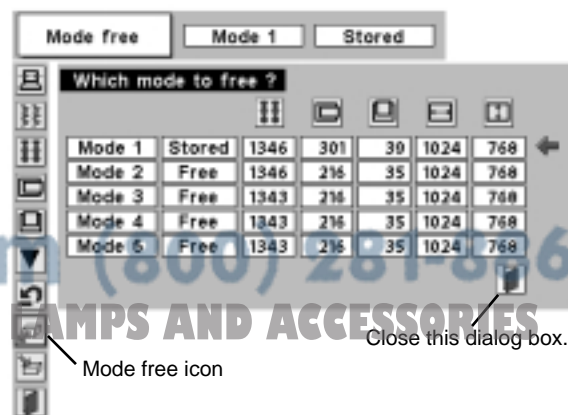 Mode free Mode 1 Stored
Which mode to free ?
Mode 1 Stored 1346 301 39 1024 768
Mode 2 Free 1346 216 35 1024 768
Mode 3 Free 1343 216 35 1024 768
Mode 4 Free 1343 216 35 1024 768
Mode 5 Free 1343 216 35 1024 768
(800) 281-886
AMPS AND ACCESSORIES
Close this dialog box.
Mode free icon